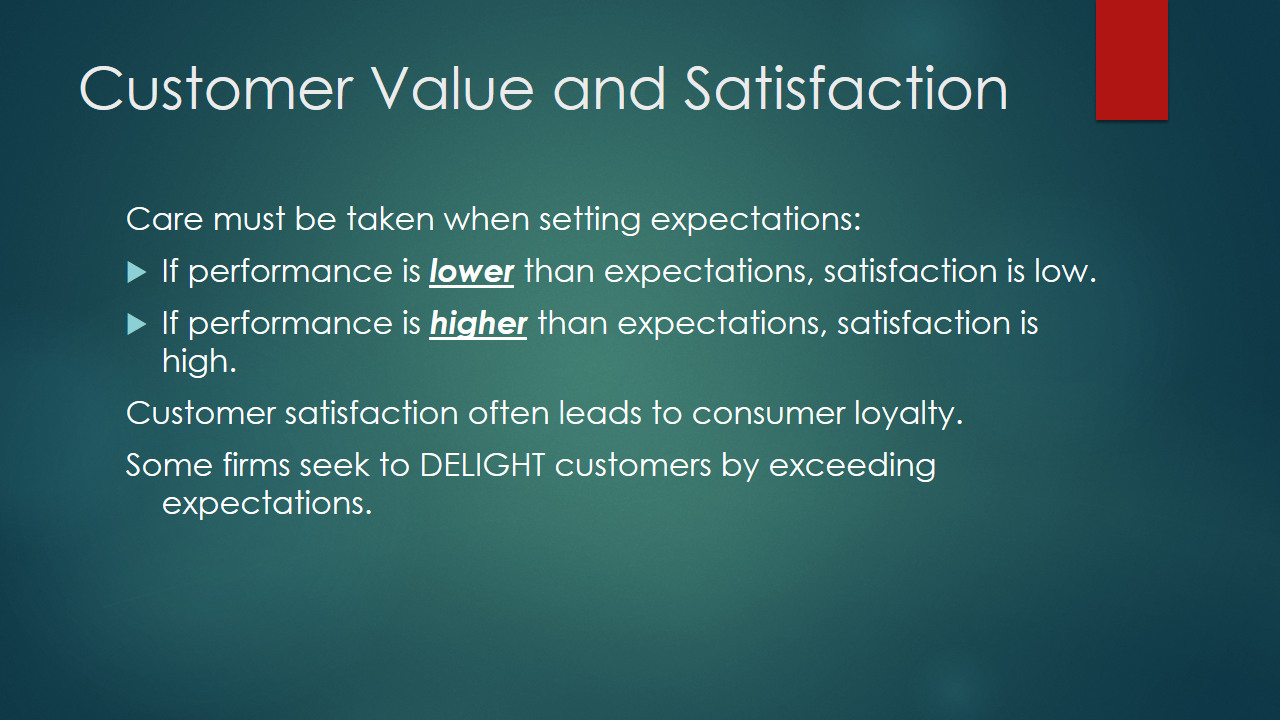 Customer Value and Satisfaction
Care must be taken when setting expectations:
If performance is lower than expectations, satisfaction is low.
If performance is higher than expectations, satisfaction is
high.
Customer satisfaction often leads to consumer loyalty.
Some firms seek to DELIGHT customers by exceeding
expectations.